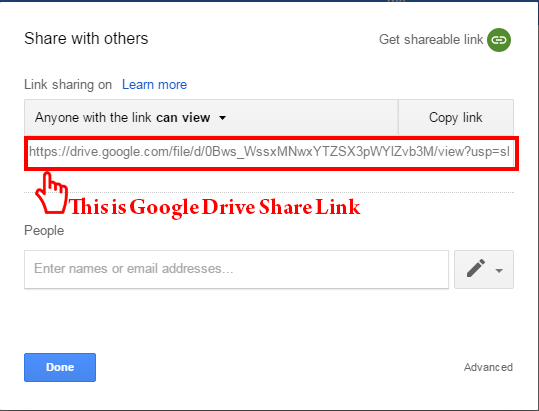 Share with others
Get shareable link
Link sharing on Learn more
Anyone with the link can view
Copy link
https://drive.google.com/file/d/0Bws_WssxMNwxYTZSX3pWYlZvb3M/view?usp=sl
This is Google Drive Share Link
People
Enter names or email addresses...
Done
Advanced